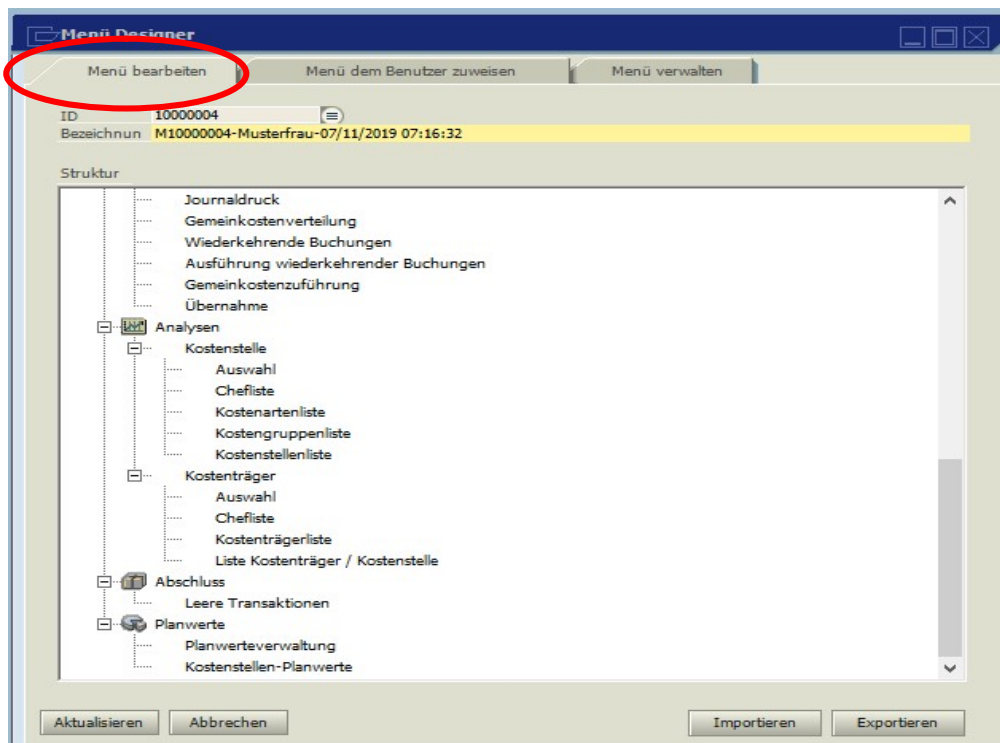 Menü Designer
Menü bearbeiten Menü dem Benutzer zuweisen Menü verwalten
ID 10000004
Bezeichnun M10000004-Musterfrau-07/11/2019 07:16:32
Struktur
Journaldruck
Gemeinkostenverteilung
Wiederkehrende Buchungen
Ausführung wiederkehrender Buchungen
Gemeinkostenzuführung
Übernahme
Analysen
Kostenstelle
Auswahl
Chefliste
Kostenartenliste
Kostengruppenliste
Kostenstellenliste
Kostenträger
Auswahl
Chefliste
Kostenträgerliste
Liste Kostenträger / Kostenstelle
Abschluss
Leere Transaktionen
Planwerte
Planwerteverwaltung
Kostenstellen-Planwerte
Aktualisieren Abbrechen Importieren Exportieren